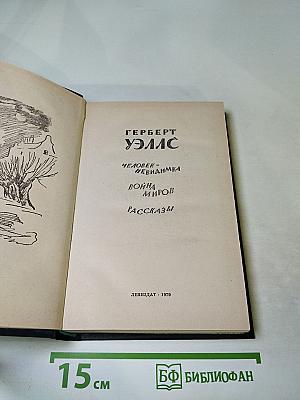 ГЕРБЕРТ
УЭЛЛС
ЧЕЛОВЕК-
НЕВИДИМКА
ВОЙНА
МИРОВ
РАССКАЗЫ
ЛЕНИЗДАТ · 1979
15 см
БФ БИБЛИОФАН